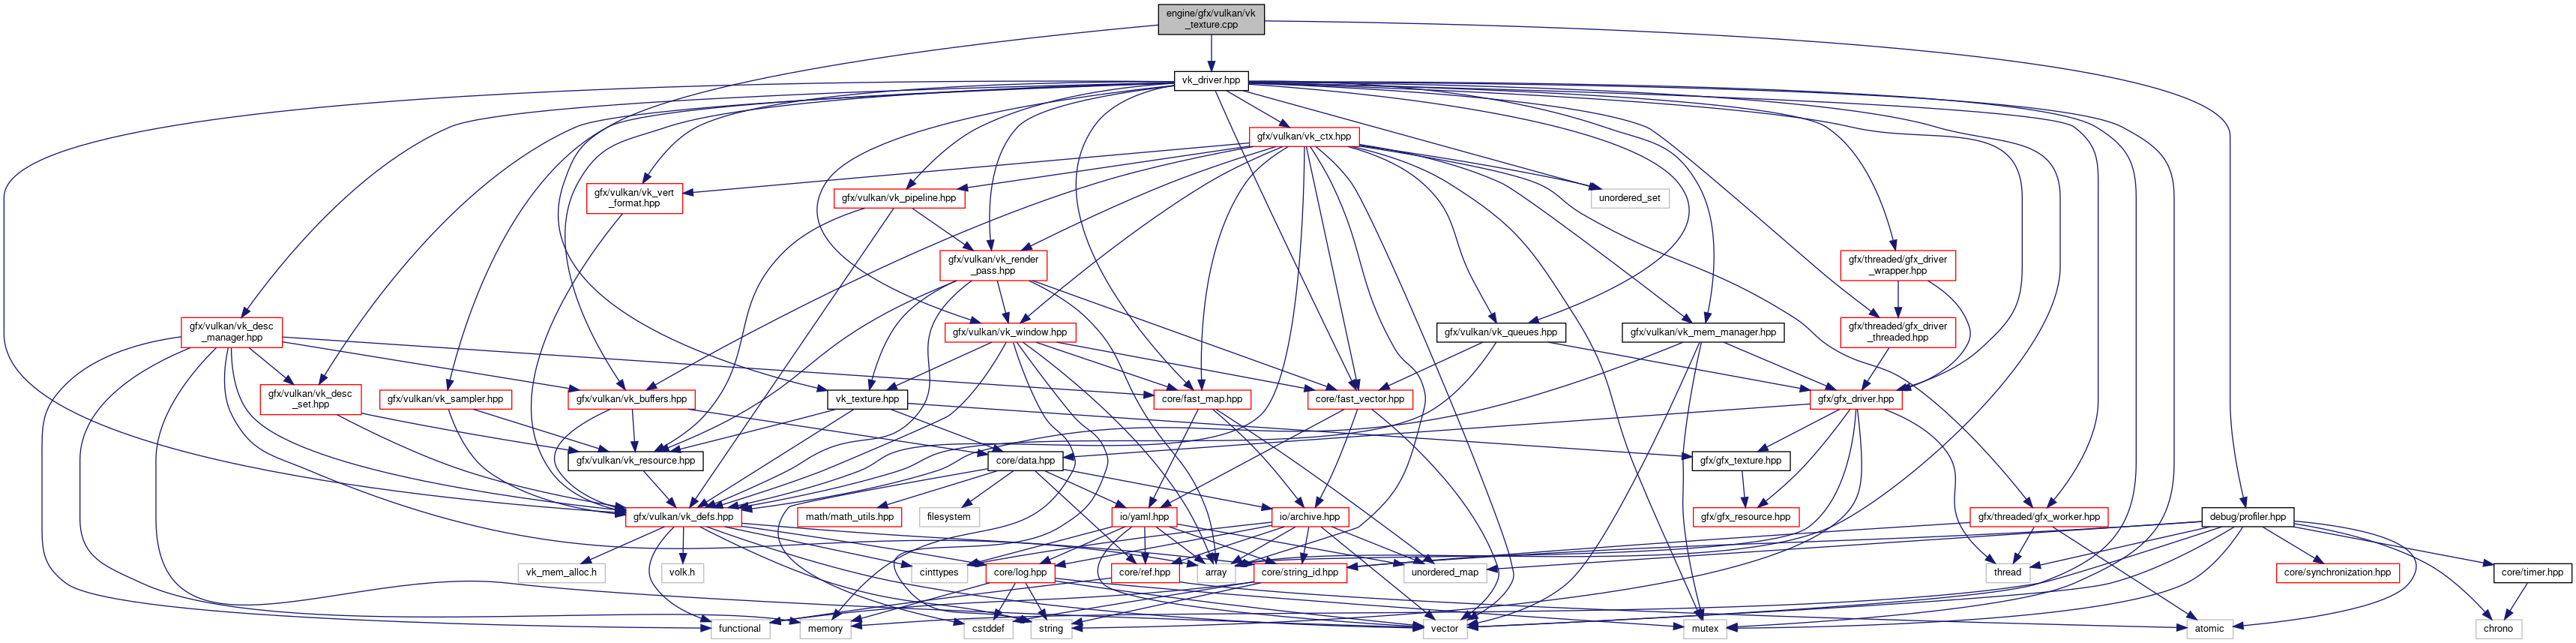 engine/gfx/vulkan/vk
_texture.cpp
vk_driver.hpp
gfx/vulkan/vk_ctx.hpp
gfx/vulkan/vk_vert
_format.hpp
gfx/vulkan/vk_pipeline.hpp
unordered_set
gfx/vulkan/vk_render
_pass.hpp
gfx/threaded/gfx_driver
_wrapper.hpp
gfx/vulkan/vk_desc
_manager.hpp
gfx/vulkan/vk_window.hpp
gfx/vulkan/vk_queues.hpp
gfx/vulkan/vk_mem_manager.hpp
gfx/threaded/gfx_driver
_threaded.hpp
gfx/vulkan/vk_desc
_set.hpp
gfx/vulkan/vk_sampler.hpp
gfx/vulkan/vk_buffers.hpp
vk_texture.hpp
core/fast_map.hpp
core/fast_vector.hpp
gfx/gfx_driver.hpp
gfx/vulkan/vk_resource.hpp
core/data.hpp
gfx/gfx_texture.hpp
gfx/vulkan/vk_defs.hpp
math/math_utils.hpp
filesystem
io/yaml.hpp
io/archive.hpp
gfx/gfx_resource.hpp
gfx/threaded/gfx_worker.hpp
debug/profiler.hpp
vk_mem_alloc.h
volk.h
cinttypes
core/log.hpp
core/ref.hpp
array
core/string_id.hpp
unordered_map
thread
core/synchronization.hpp
core/timer.hpp
functional
memory
cstddef
string
vector
mutex
atomic
chrono